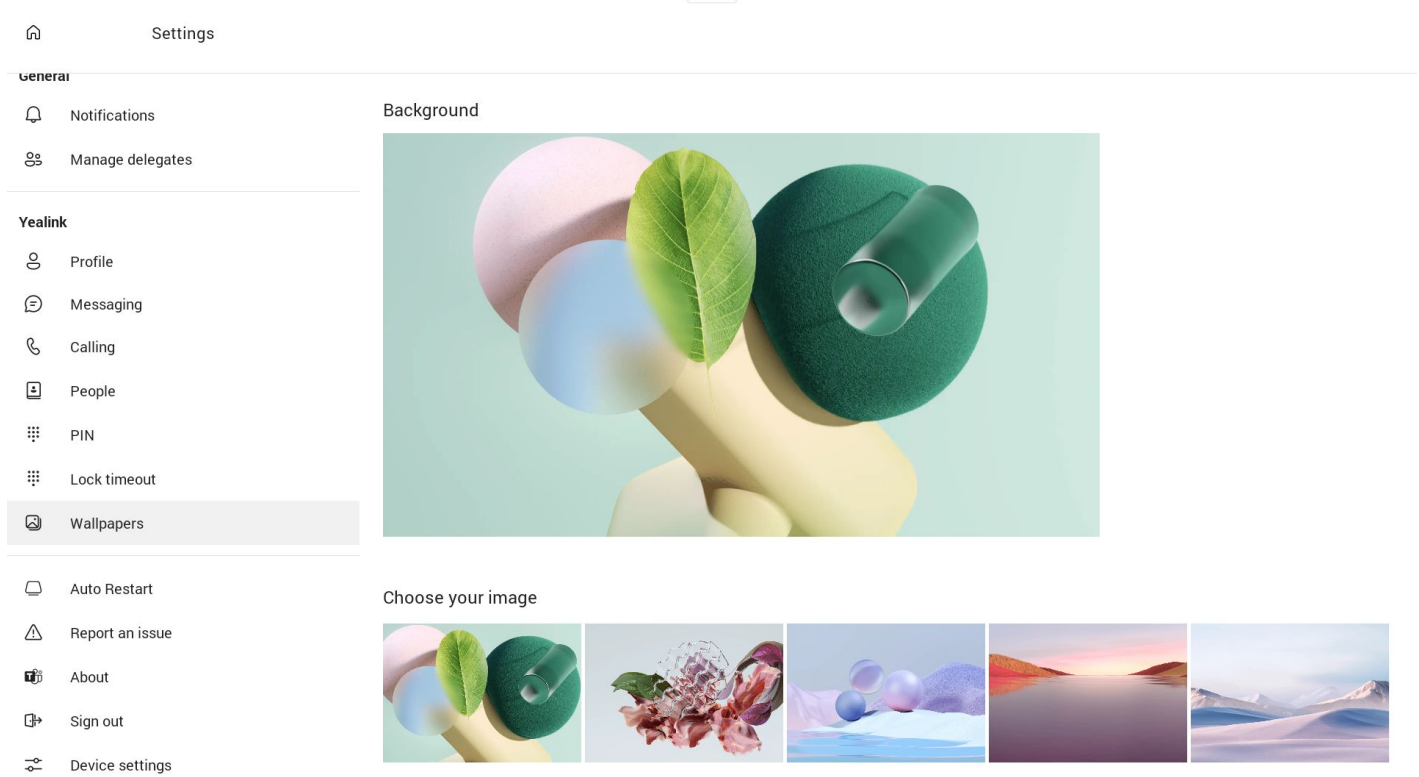 Settings
General
Notifications
Manage delegates
Yealink
Profile
Messaging
Calling
People
PIN
Lock timeout
Wallpapers
Auto Restart
Report an issue
About
Sign out
Device settings
Background
Choose your image